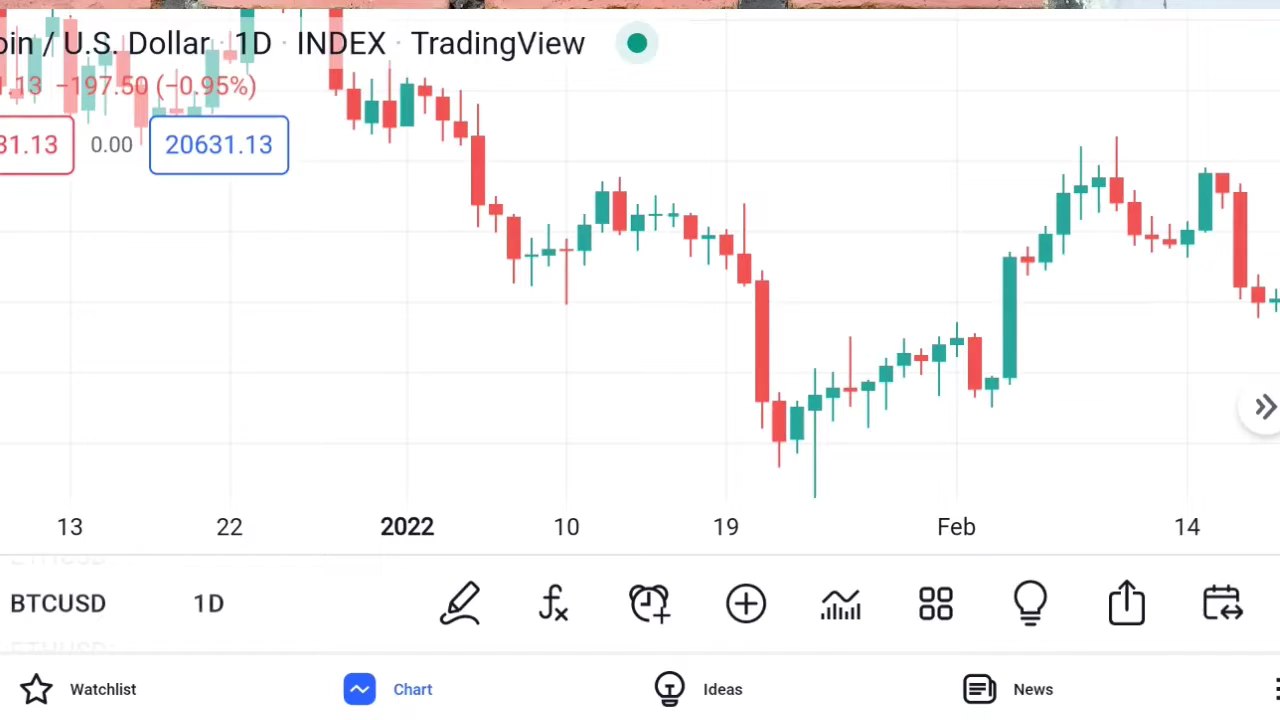 oin / U.S. Dollar · 1D · INDEX · TradingView
1.13 −197.50 (−0.95%)
31.13 0.00 20631.13
13 22 2022 10 19 Feb 14
BTCUSD 1D
Watchlist Chart Ideas News